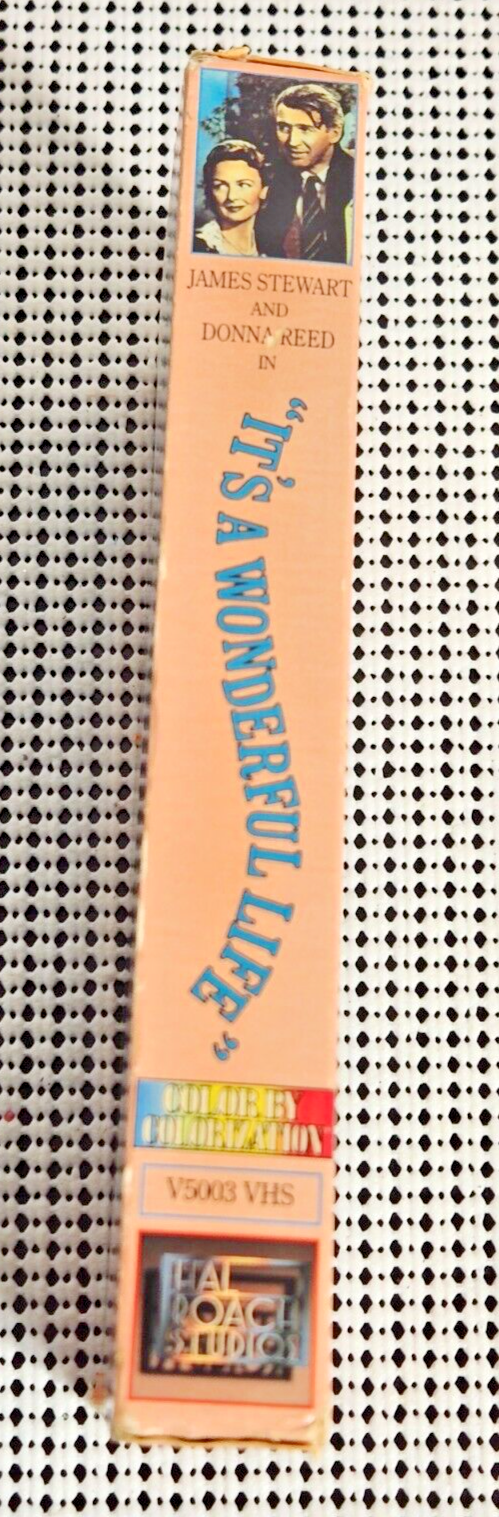 JAMES STEWART
AND
DONNA REED
IN
“IT'S A WONDERFUL LIFE”
COLOR BY
COLORIZATION
V5003 VHS
HAL
ROACH
STUDIOS